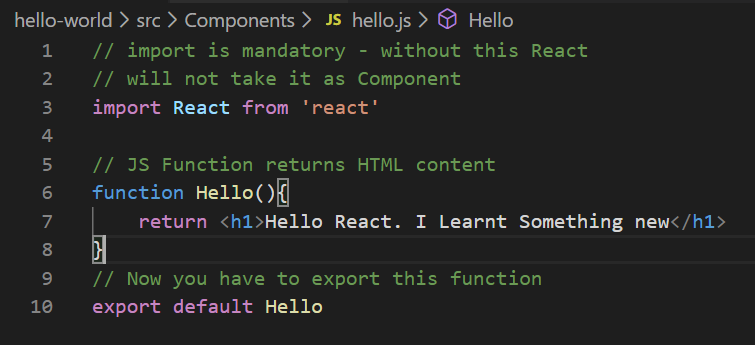 hello-world > src > Components > JS hello.js > Hello
1 // import is mandatory - without this React
2 // will not take it as Component
3 import React from 'react'
4
5 // JS Function returns HTML content
6 function Hello(){
7 return <h1>Hello React. I Learnt Something new</h1>
8 }
9 // Now you have to export this function
10 export default Hello